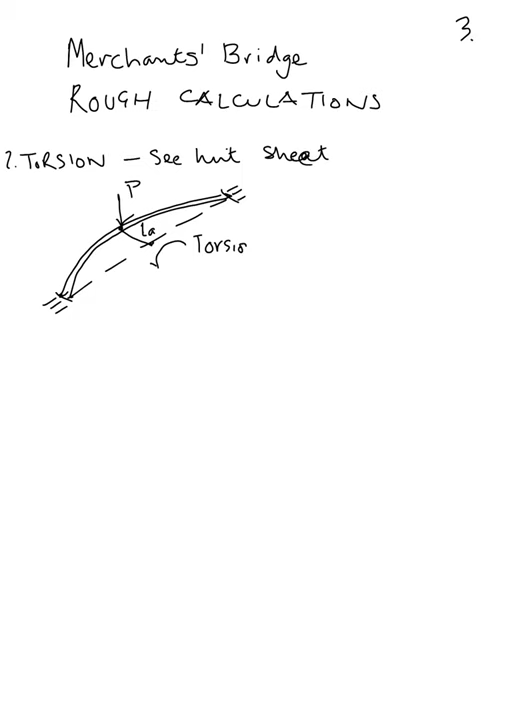 3.
Merchants' Bridge
ROUGH CALCULATIONS
2. TORSION – See hint sheet
P
La
Torsio